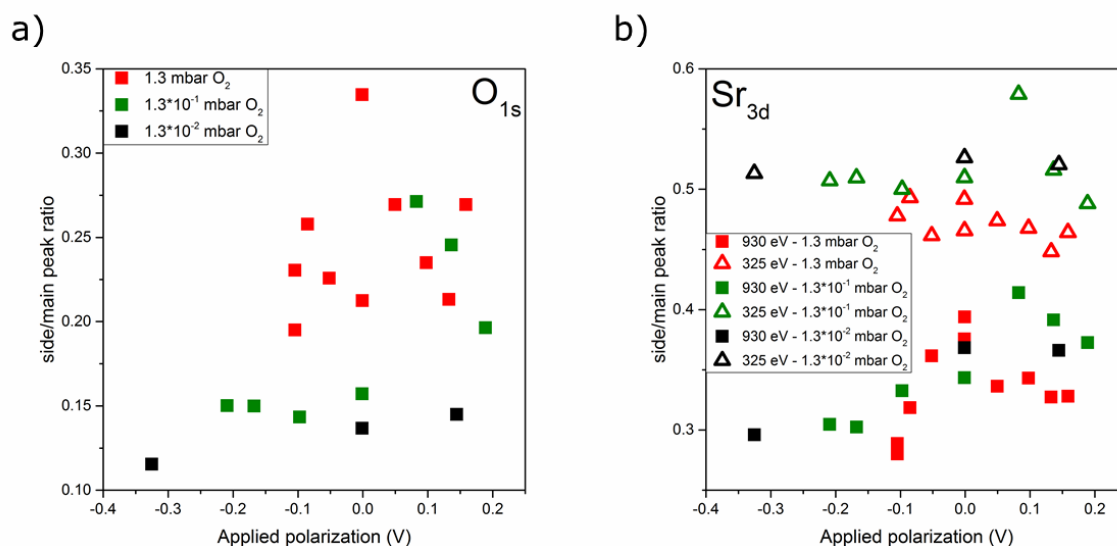 a)
O₁ₛ
1.3 mbar O₂
1.3*10⁻¹ mbar O₂
1.3*10⁻² mbar O₂
side/main peak ratio
0.35
0.30
0.25
0.20
0.15
0.10
-0.4 -0.3 -0.2 -0.1 0.0 0.1 0.2
Applied polarization (V)
b)
Sr₃d
930 eV - 1.3 mbar O₂
325 eV - 1.3 mbar O₂
930 eV - 1.3*10⁻¹ mbar O₂
325 eV - 1.3*10⁻¹ mbar O₂
930 eV - 1.3*10⁻² mbar O₂
325 eV - 1.3*10⁻² mbar O₂
side/main peak ratio
0.6
0.5
0.4
0.3
-0.4 -0.3 -0.2 -0.1 0.0 0.1 0.2
Applied polarization (V)